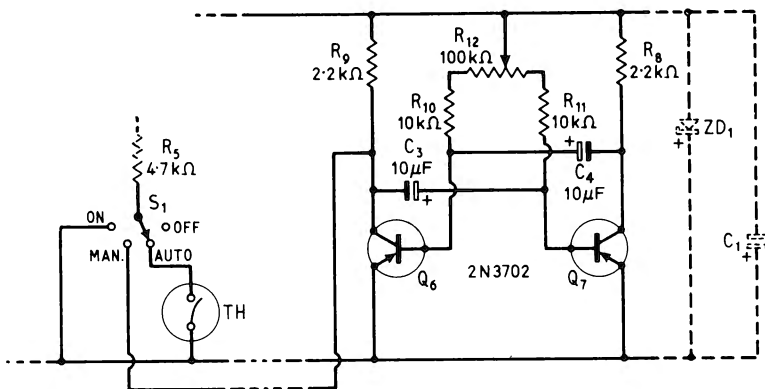 R9
2·2kΩ
R12
100kΩ
R8
2·2kΩ
R10
10kΩ
R11
10kΩ
ZD1
+
R5
4·7kΩ
C3
10µF
+
+
C4
10µF
S1
ON
OFF
MAN.
AUTO
C1
+
Q6
2N3702
Q7
TH